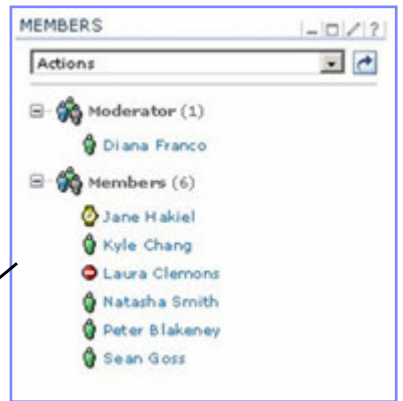 MEMBERS ?
Actions
Moderator (1)
Diana Franco
Members (6)
Jane Hakiel
Kyle Chang
Laura Clemons
Natasha Smith
Peter Blakeney
Sean Goss